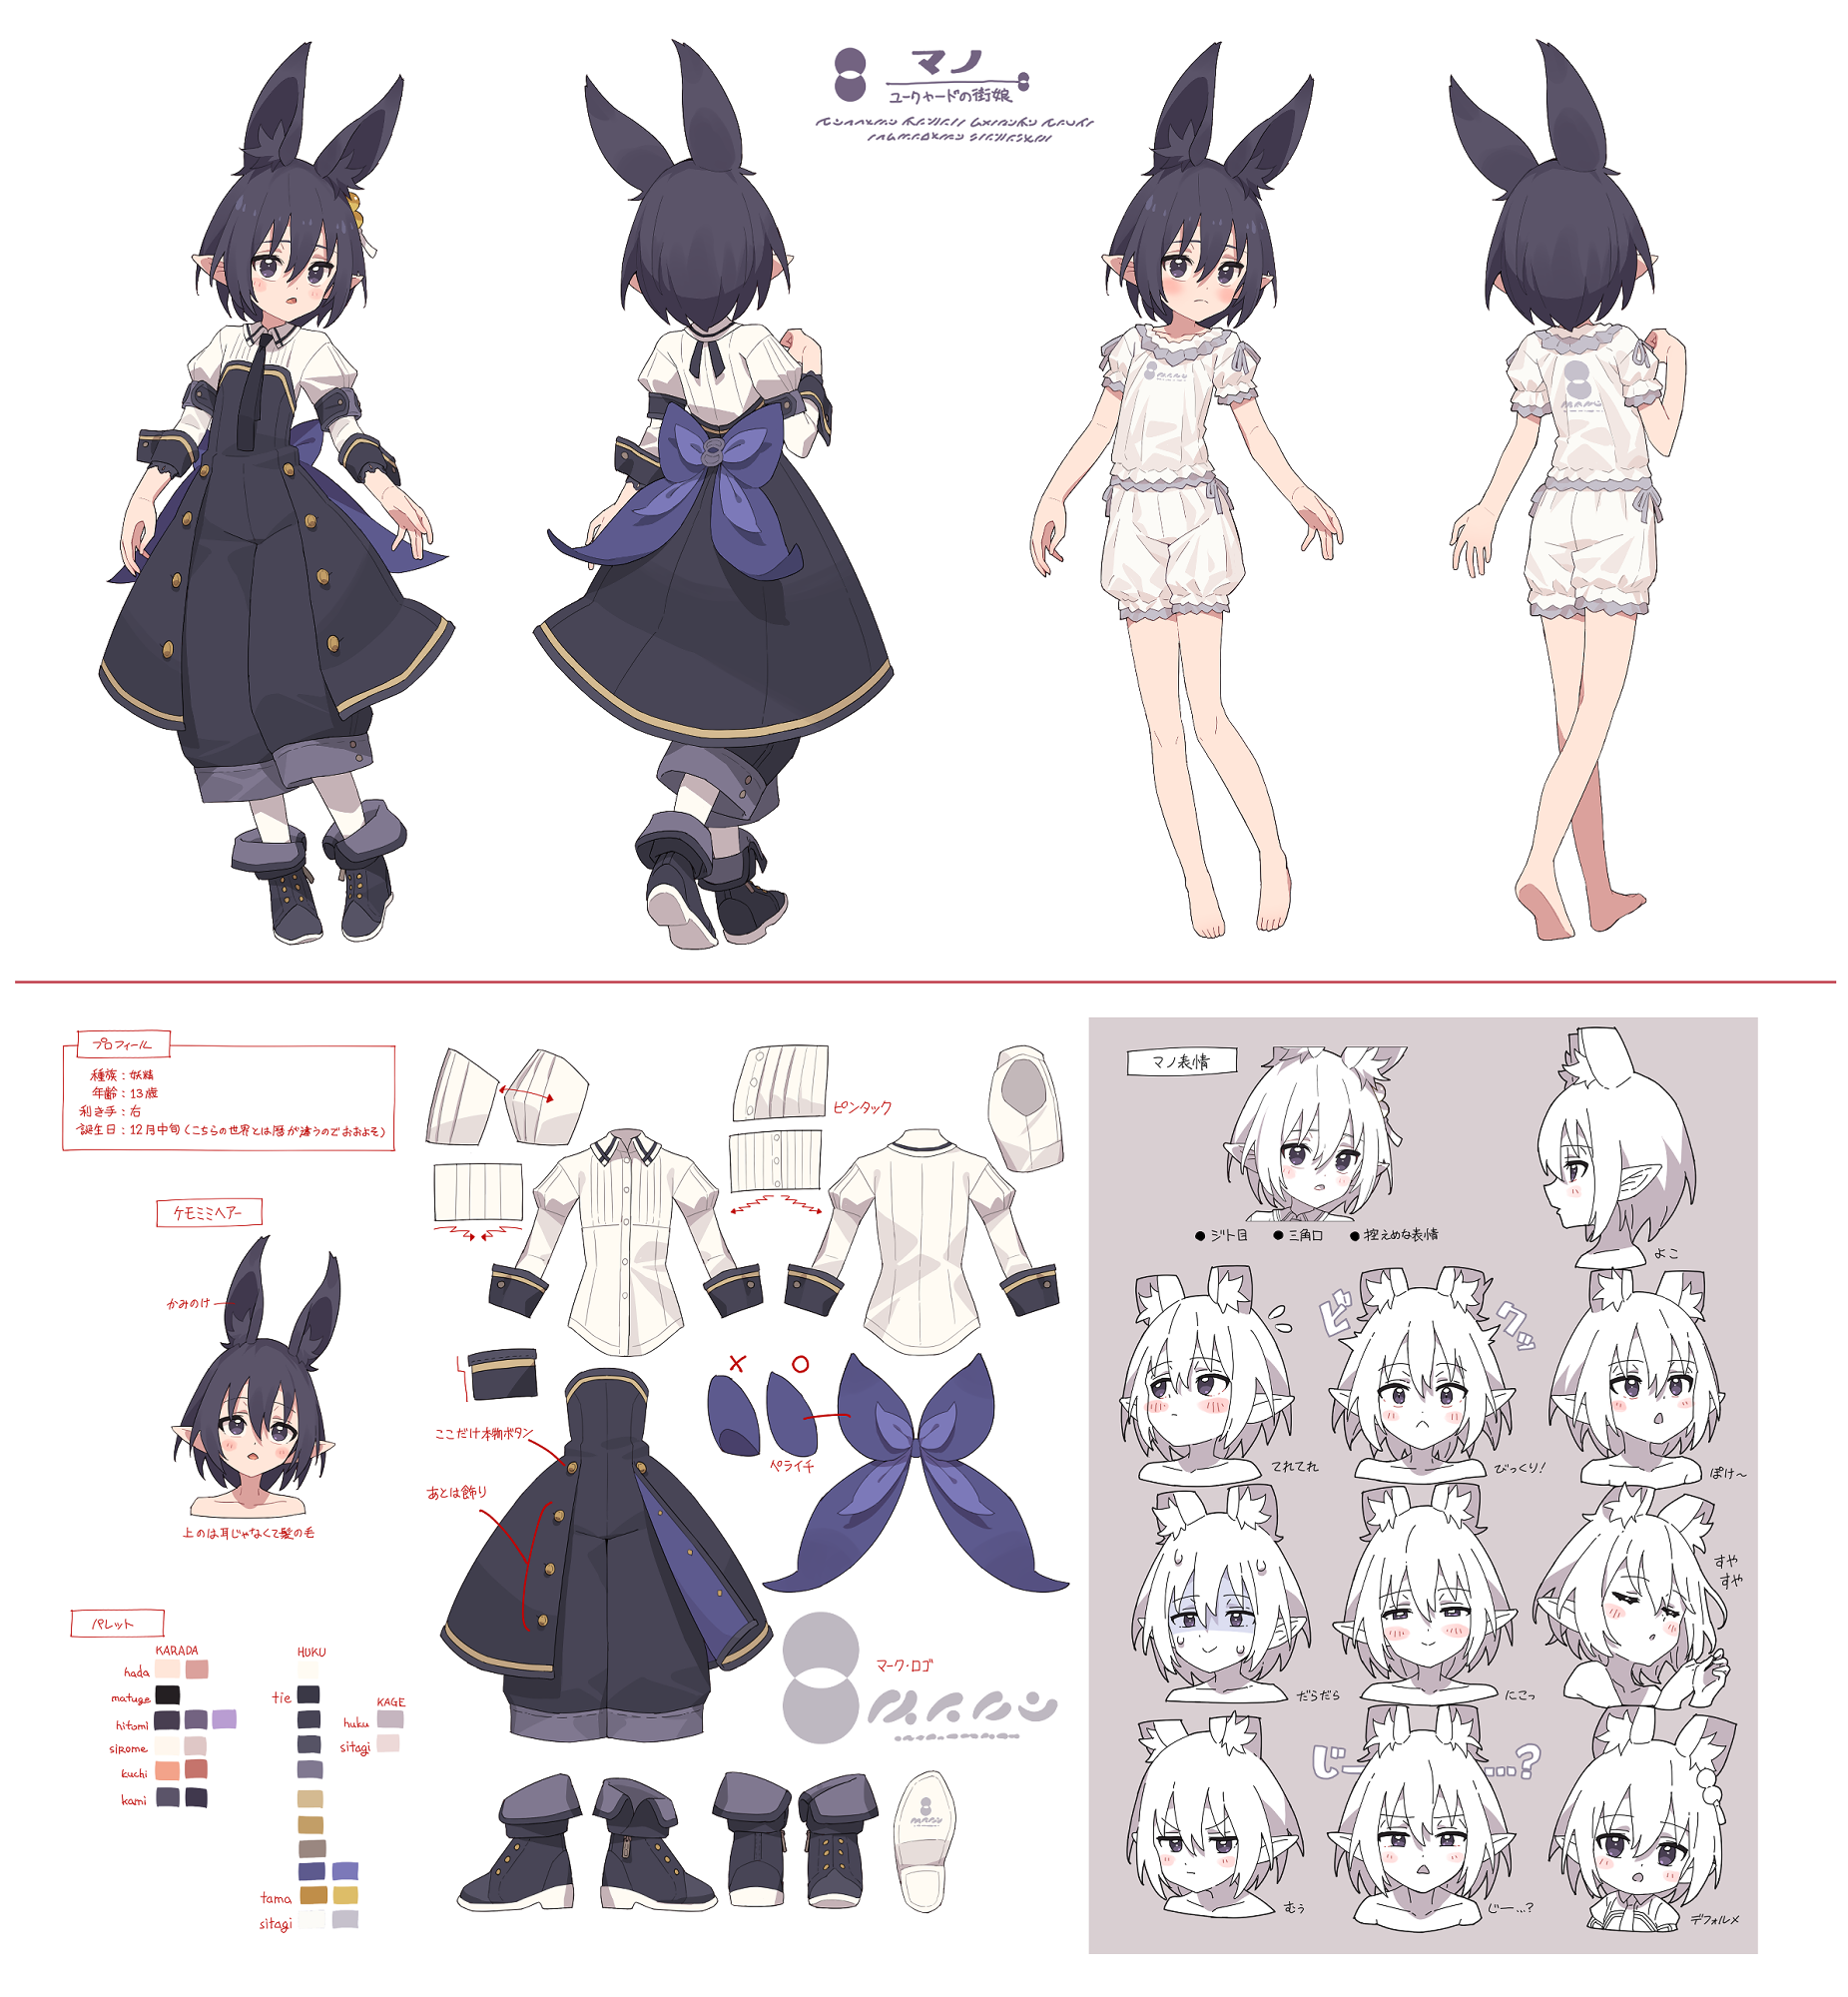 マノ
ユークャードの街娘
プロフィール
種族：妖精
年齢：13歳
利き手：右
誕生日：12月中旬（こちらの世界とは暦が違うのでおおよそ）
ケモミミヘアー
かみのけ
上のは耳じゃなくて髪の毛
パレット
KARADA
hada
matuge
hitomi
sirome
kuchi
kami
HUKU
tie
tama
sitagi
KAGE
huku
sitagi
ピンタック
×
○
ペライチ
ここだけ本物ボタン
あとは飾り
マーク・ロゴ
マノ表情
●ジト目 ●三角口 ●控えめな表情
よこ
てれてれ
ビクッ
びっくり！
ぽけ〜
だらだら
にこっ
すや
すや
むぅ
じー…?
じー…?
デフォルメ